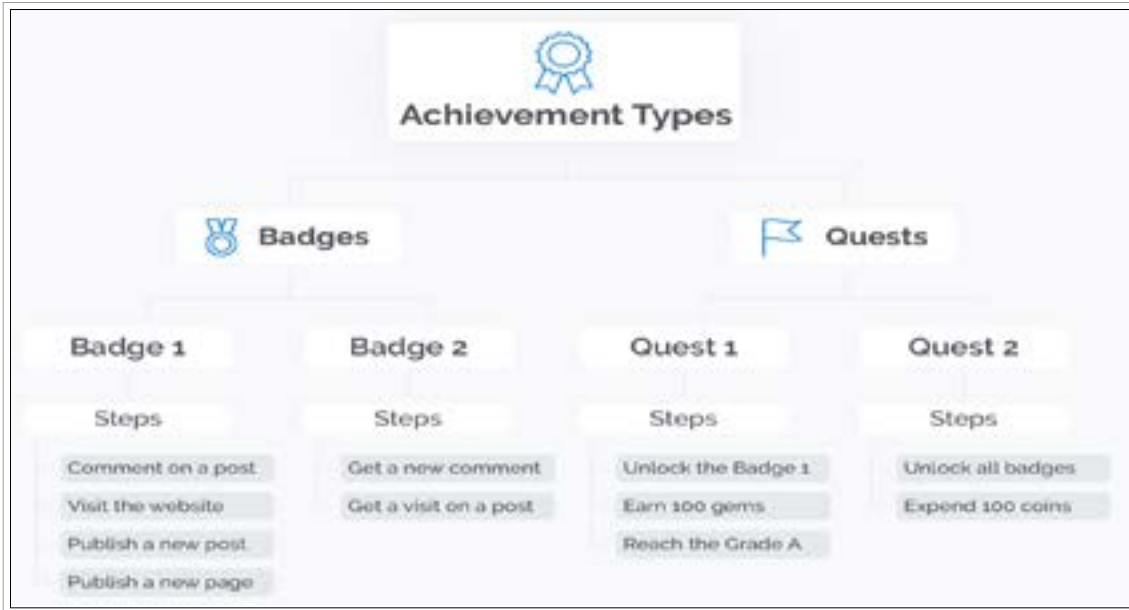 Achievement Types
Badges
Quests
Badge 1
Badge 2
Quest 1
Quest 2
Steps
Steps
Steps
Steps
Comment on a post
Visit the website
Publish a new post
Publish a new page
Get a new comment
Get a visit on a post
Unlock the Badge 1
Earn 100 gems
Reach the Grade A
Unlock all badges
Expend 100 coins